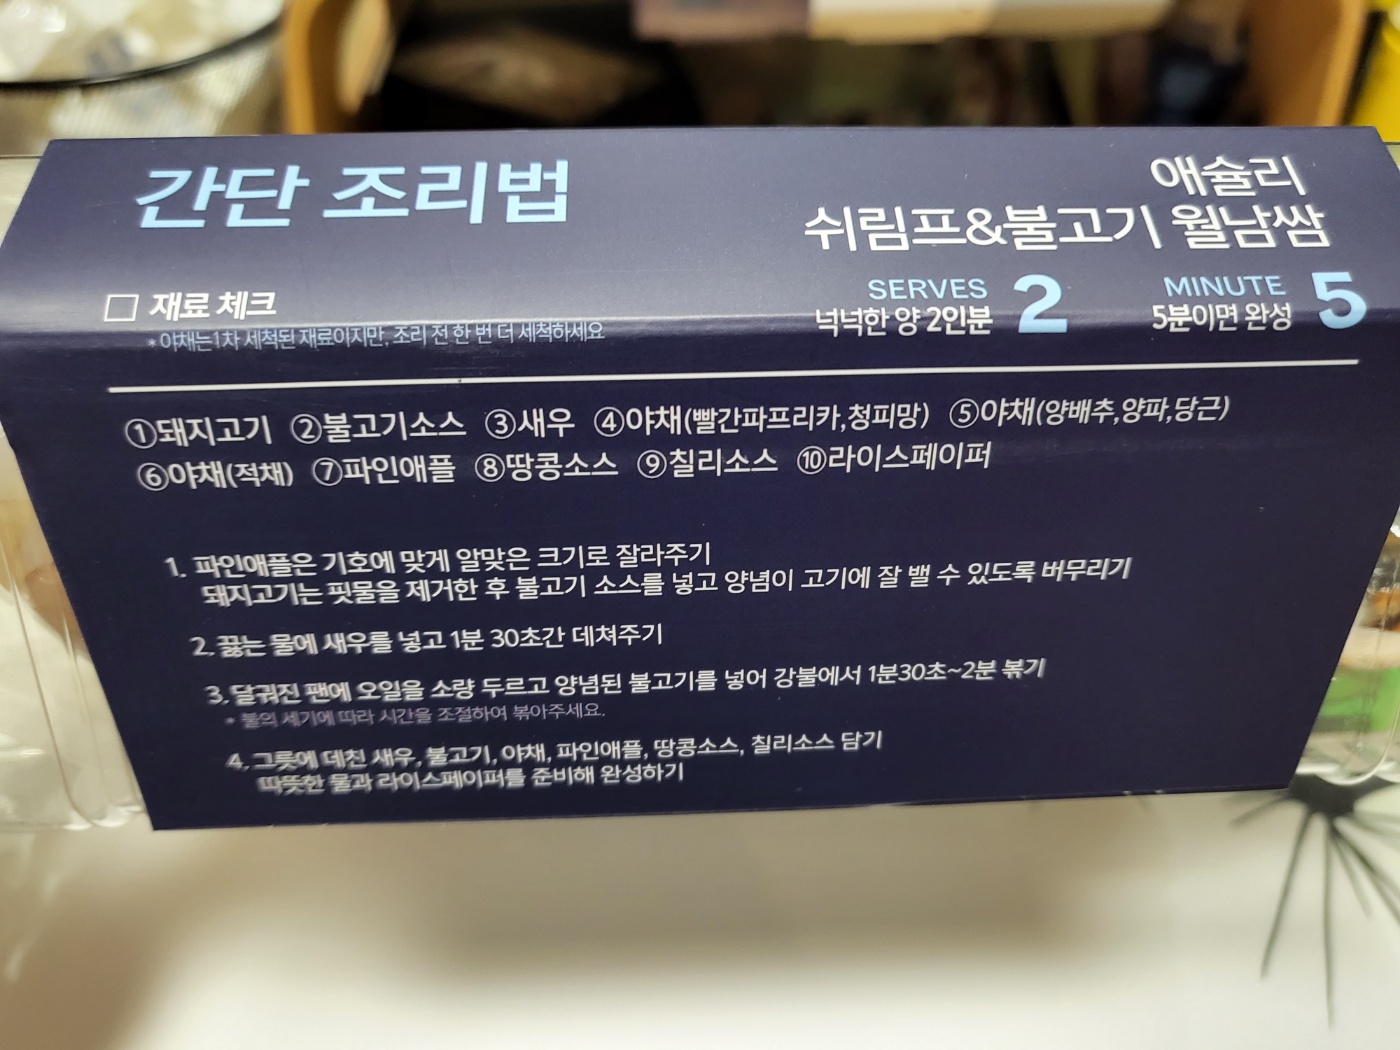 간단 조리법
애슐리
쉬림프&불고기 월남쌈
SERVES 2
넉넉한 양 2인분
MINUTE 5
5분이면 완성
□ 재료 체크
* 야채는 1차 세척된 재료이지만, 조리 전 한 번 더 세척하세요
①돼지고기 ②불고기소스 ③새우 ④야채(빨간파프리카,청피망) ⑤야채(양배추,양파,당근)
⑥야채(적채) ⑦파인애플 ⑧땅콩소스 ⑨칠리소스 ⑩라이스페이퍼
1. 파인애플은 기호에 맞게 알맞은 크기로 잘라주기
돼지고기는 핏물을 제거한 후 불고기 소스를 넣고 양념이 고기에 잘 밸 수 있도록 버무리기
2. 끓는 물에 새우를 넣고 1분 30초간 데쳐주기
3. 달궈진 팬에 오일을 소량 두르고 양념된 불고기를 넣어 강불에서 1분30초~2분 볶기
* 불의 세기에 따라 시간을 조절하여 볶아주세요.
4. 그릇에 데친 새우, 불고기, 야채, 파인애플, 땅콩소스, 칠리소스 담기
따뜻한 물과 라이스페이퍼를 준비해 완성하기